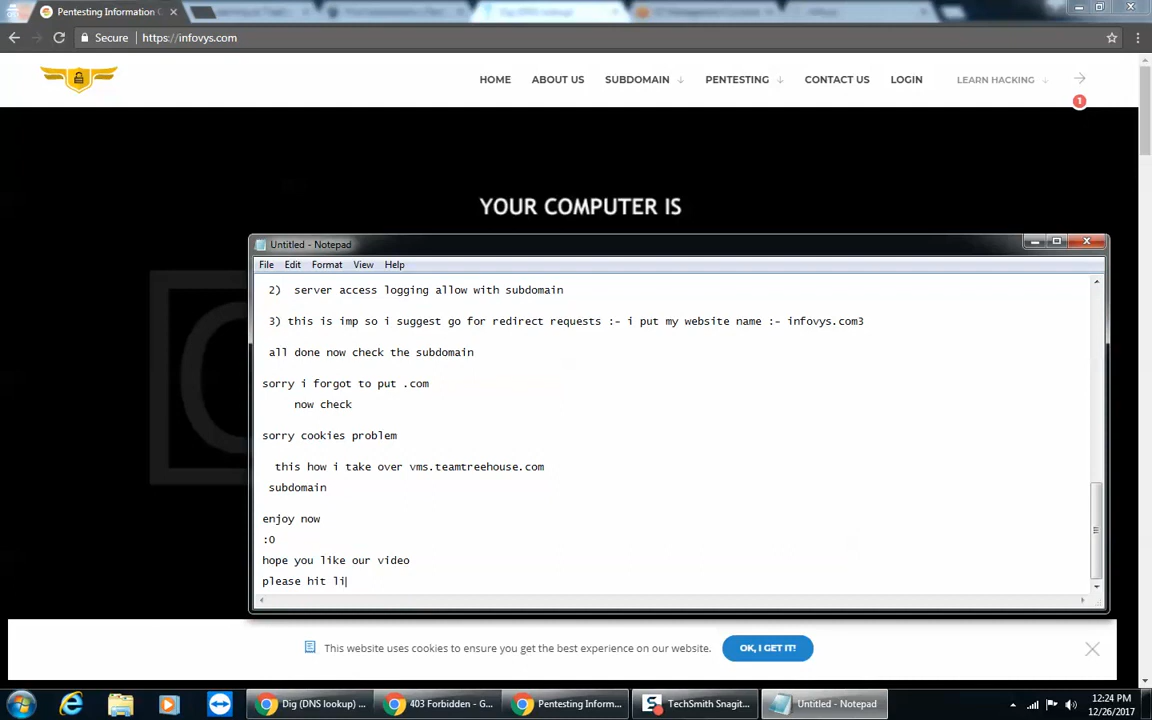 Pentesting Information G
Dig (DNS lookup)
Secure https://infovys.com
HOME ABOUT US SUBDOMAIN PENTESTING CONTACT US LOGIN LEARN HACKING
1
YOUR COMPUTER IS
Untitled - Notepad
File Edit Format View Help
2) server access logging allow with subdomain
3) this is imp so i suggest go for redirect requests :- i put my website name :- infovys.com3
all done now check the subdomain
sorry i forgot to put .com
now check
sorry cookies problem
this how i take over vms.teamtreehouse.com
subdomain
enjoy now
:O
hope you like our video
please hit li
This website uses cookies to ensure you get the best experience on our website. OK, I GET IT!
Dig (DNS lookup) ... 403 Forbidden - G... Pentesting Inform... TechSmith Snagit... Untitled - Notepad
12:24 PM
12/26/2017